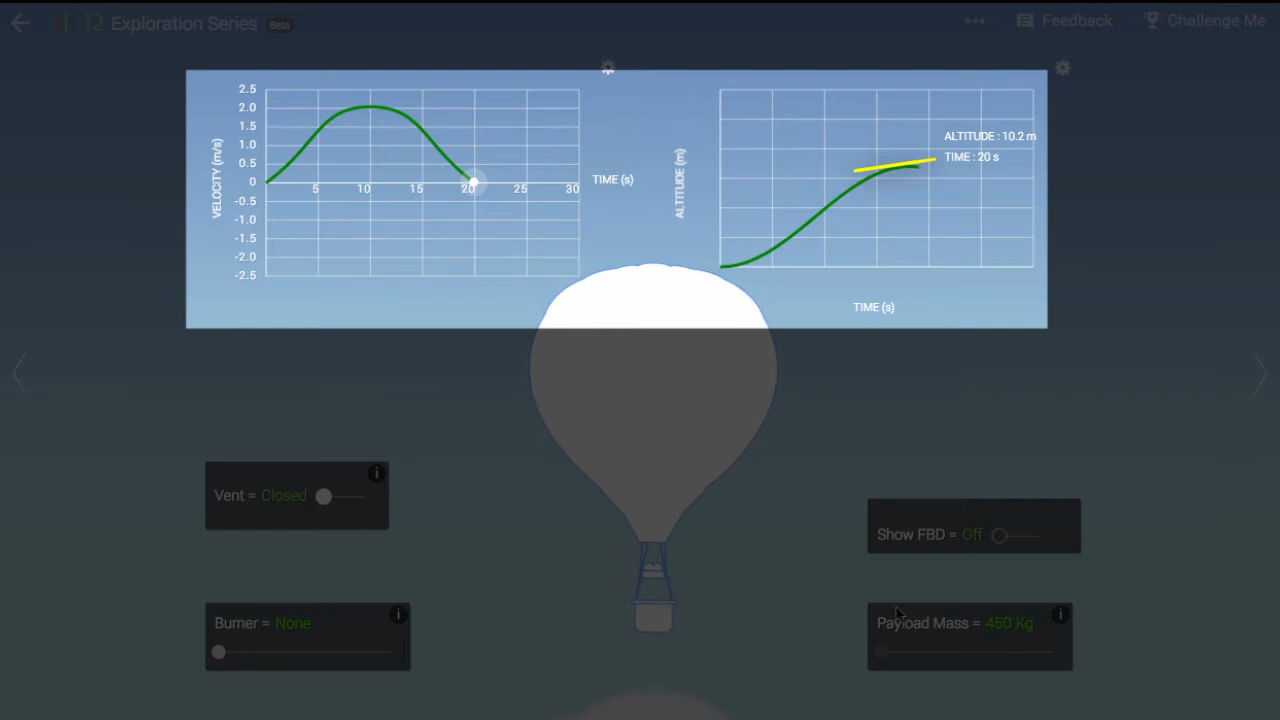 CK-12 Exploration Series Beta
Feedback
Challenge Me
2.5
2.0
1.5
1.0
0.5
0
-0.5
-1.0
-1.5
-2.0
-2.5
VELOCITY (m/s)
5 10 15 20 25 30
TIME (s)
ALTITUDE (m)
ALTITUDE : 10.2 m
TIME : 20 s
TIME (s)
Vent = Closed
i
Show FBD = Off
Burner = None
i
Payload Mass = 450 Kg
i